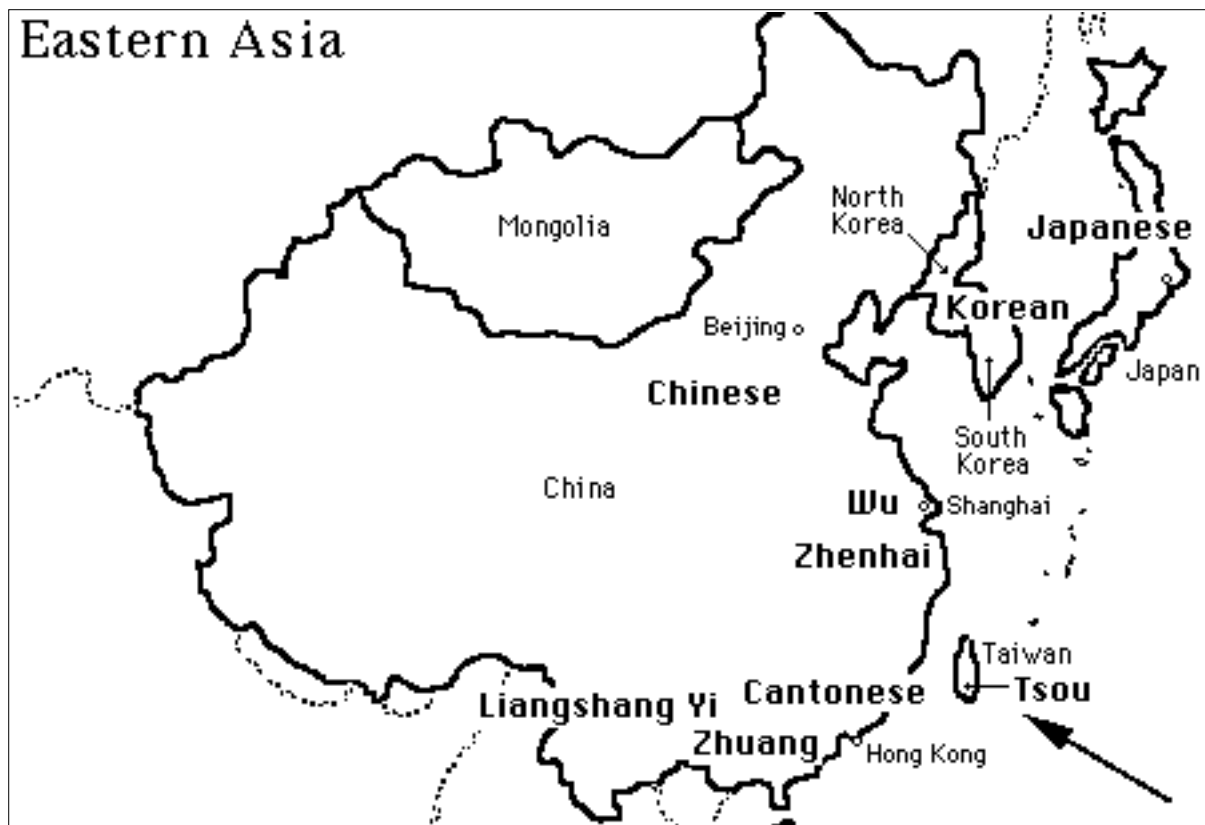 Eastern Asia
North
Korea
Mongolia
Japanese
Korean
Beijing
Japan
Chinese
South
Korea
China
Wu
Shanghai
Zhenhai
Taiwan
Tsou
Cantonese
Liangshang Yi
Zhuang
Hong Kong